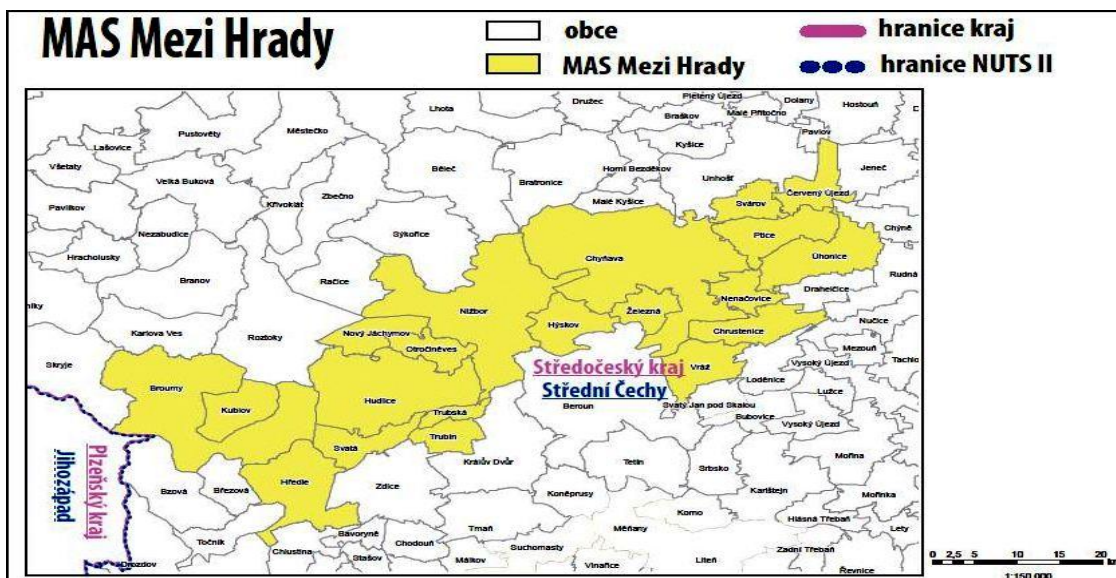 MAS Mezi Hrady
obce
MAS Mezi Hrady
hranice kraj
hranice NUTS II
Lhota
Družec
Pletený Újezd
Dolany
Hostouň
Braškov
Malé Přítočno
Pustověty
Městečko
Lašovice
Kyšice
Pavlov
Všetaty
Běleč
Horní Bezděkov
Unhošť
Jeneč
Velká Buková
Bratronice
Červený Újezd
Zbečno
Křivoklát
Malé Kyšice
Svárov
Pavlíkov
Chýně
Nezabudice
Sýkořice
Ptice
Hracholusky
Chyňava
Úhonice
Branov
Račice
Rudná
Drahelčice
Nenačovice
Nižbor
Železná
Hýskov
Nučice
Karlova Ves
Nový Jáchymov
Chrustenice
Roztoky
Otročiněves
Mezouň
Skryje
Středočeský kraj
Vráž
Vysoký Újezd
Tachlo
Broumy
Střední Čechy
Loděnice
Lužce
Kublov
Hudlice
Beroun
Svatý Jan pod Skalou
Trubská
Bubovice
Vysoký Újezd
Trubín
Svatá
Plzeňský kraj
Jihozápad
Králův Dvůr
Tetín
Srbsko
Mořina
Hředle
Bzová
Březová
Zdice
Koněprusy
Karlštejn
Mořinka
Korno
Hlásná Třebaň
Tmaň
Měňany
Lety
Točník
Bavoryně
Chodouň
Suchomasty
Zadní Třebaň
Chlustina
Stašov
Málkov
Vinařice
Liteň
Drozdov
Řevnice
0 2,5 5 10 15 20
1:150 000